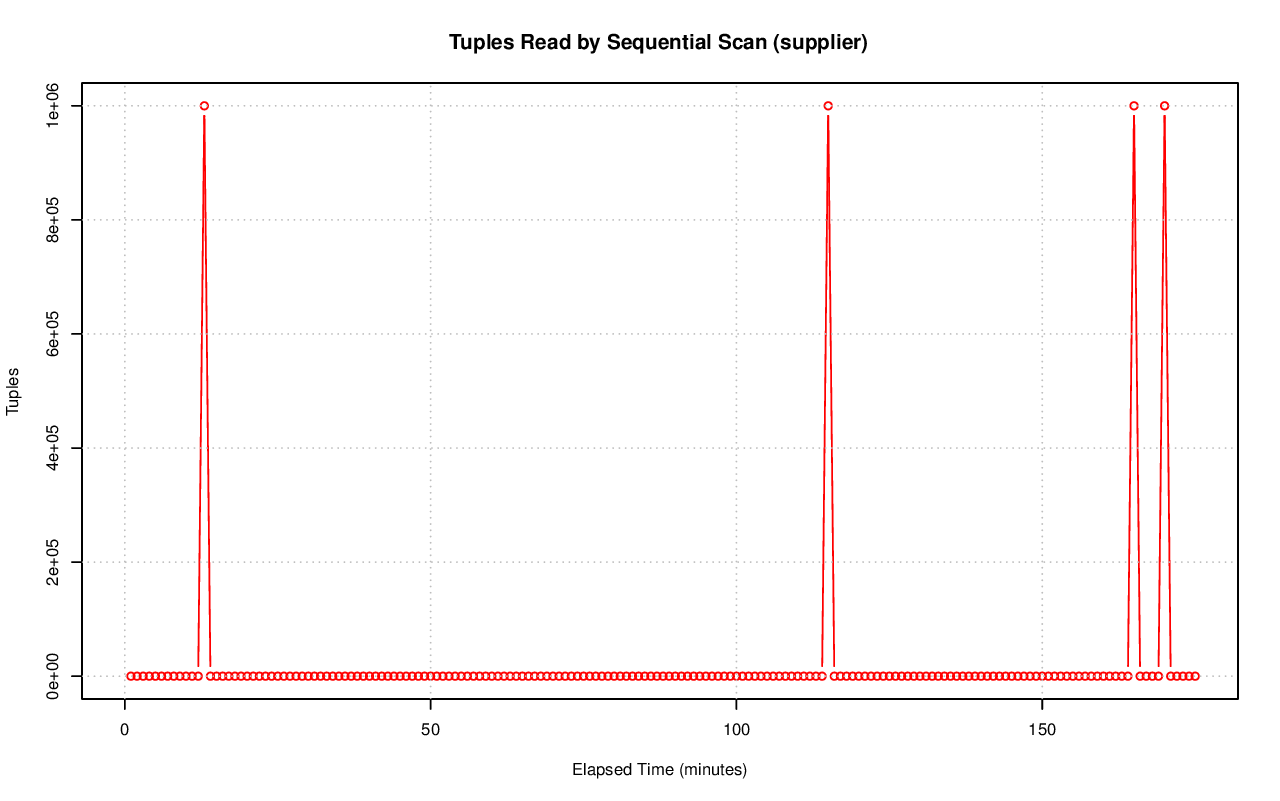 Tuples Read by Sequential Scan (supplier)
1e+06
8e+05
6e+05
4e+05
2e+05
0e+00
Tuples
0 50 100 150
Elapsed Time (minutes)